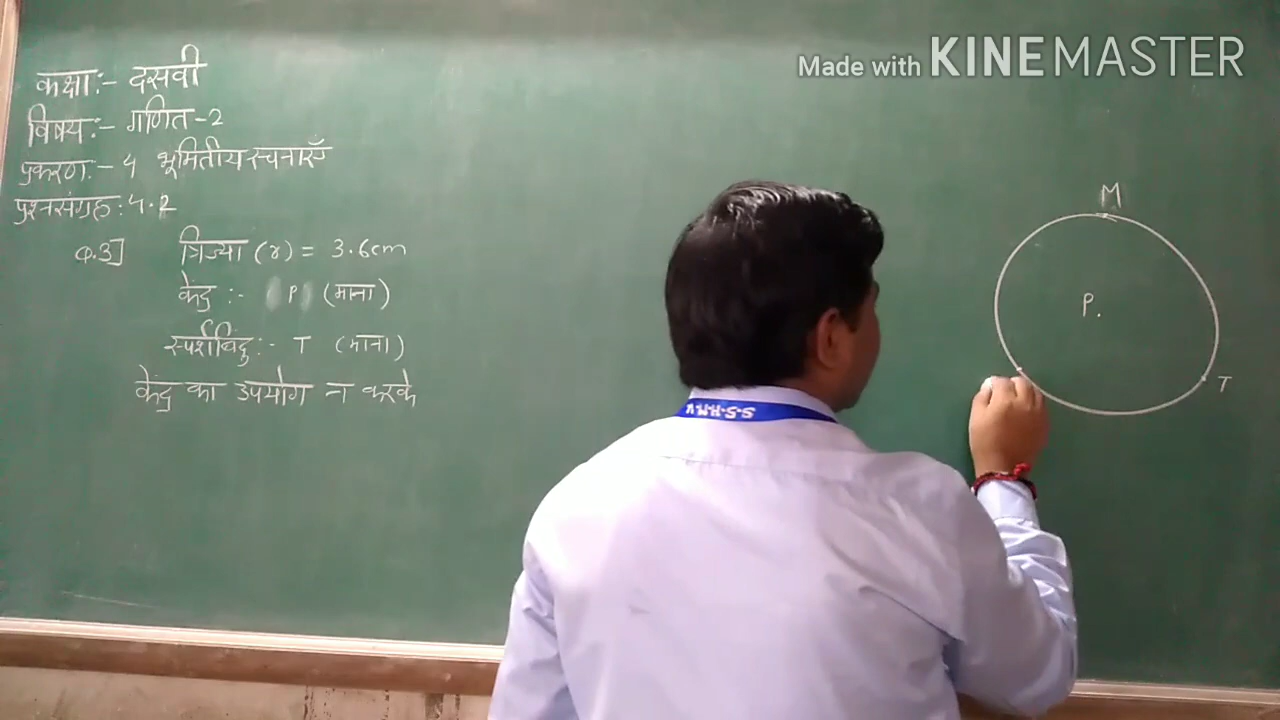 कक्षा:- दसवी
विषय:- गणित-2
प्रकरण:- 4 भूमितीय रचनाएँ
प्रश्नसंग्रह: 4.2
Q.3] त्रिज्या (r) = 3.6cm
केंद्र :- P (माना)
स्पर्शबिंदु:- T (माना)
केंद्र का उपयोग न करके
Made with KINEMASTER
M
P.
T
S.S.H.M.V